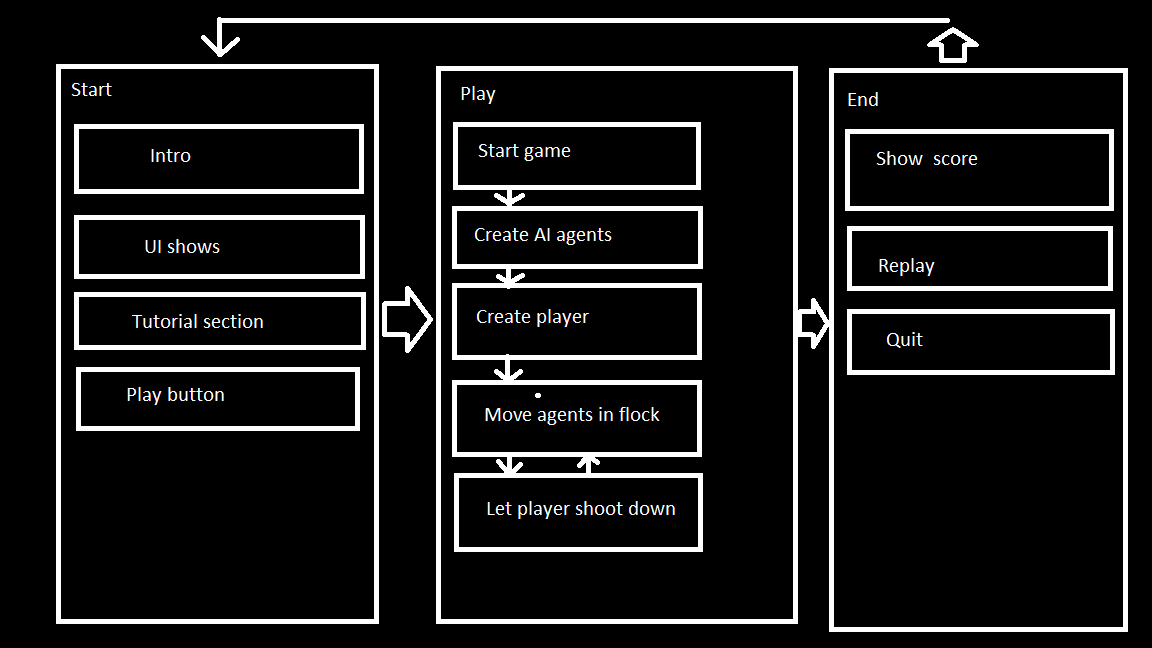 Start
Intro
UI shows
Tutorial section
Play button
Play
Start game
Create AI agents
Create player
Move agents in flock
Let player shoot down
End
Show  score
Replay
Quit